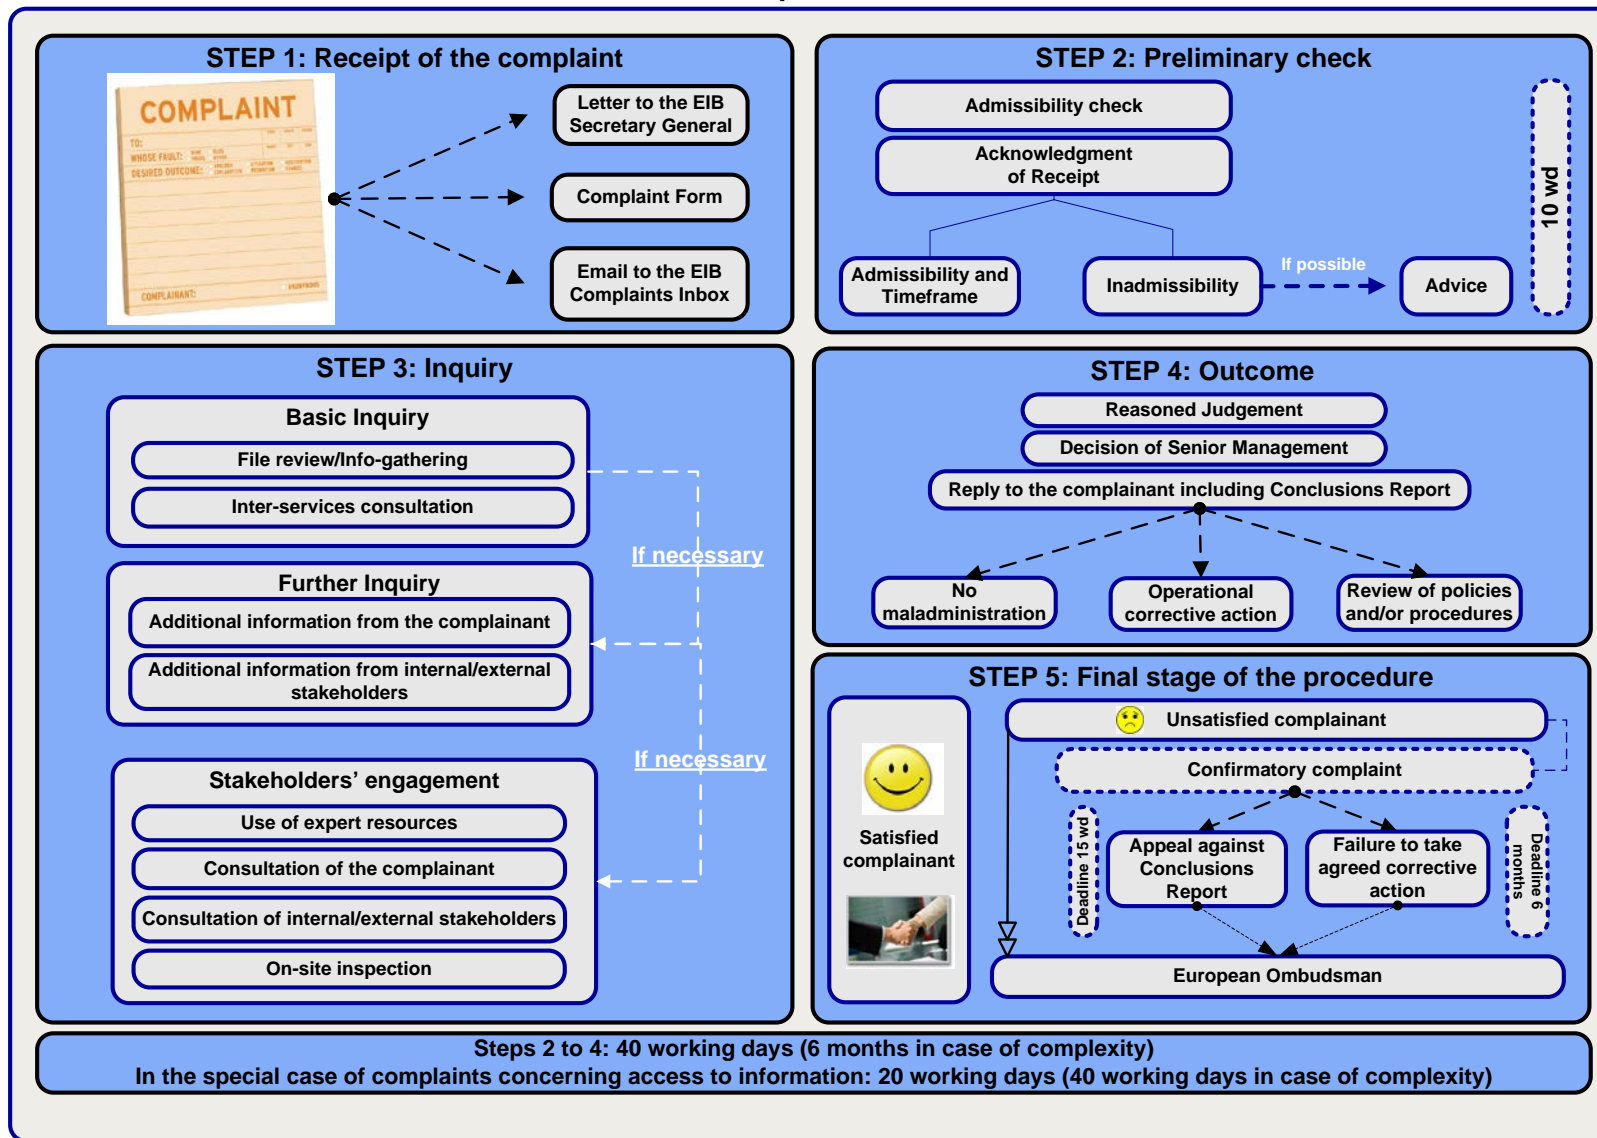 STEP 1: Receipt of the complaint
COMPLAINT
TO:
WHOSE FAULT:
DESIRED OUTCOME:
COMPLAINANT:
Letter to the EIB
Secretary General
Complaint Form
Email to the EIB
Complaints Inbox
STEP 2: Preliminary check
Admissibility check
Acknowledgment
of Receipt
Admissibility and
Timeframe
Inadmissibility
If possible
Advice
10 wd
STEP 3: Inquiry
Basic Inquiry
File review/Info-gathering
Inter-services consultation
If necessary
Further Inquiry
Additional information from the complainant
Additional information from internal/external
stakeholders
If necessary
Stakeholders’ engagement
Use of expert resources
Consultation of the complainant
Consultation of internal/external stakeholders
On-site inspection
STEP 4: Outcome
Reasoned Judgement
Decision of Senior Management
Reply to the complainant including Conclusions Report
No
maladministration
Operational
corrective action
Review of policies
and/or procedures
STEP 5: Final stage of the procedure
Satisfied
complainant
Unsatisfied complainant
Confirmatory complaint
Deadline 15 wd
Appeal against
Conclusions
Report
Failure to take
agreed corrective
action
Deadline 6
months
European Ombudsman
Steps 2 to 4: 40 working days (6 months in case of complexity)
In the special case of complaints concerning access to information: 20 working days (40 working days in case of complexity)